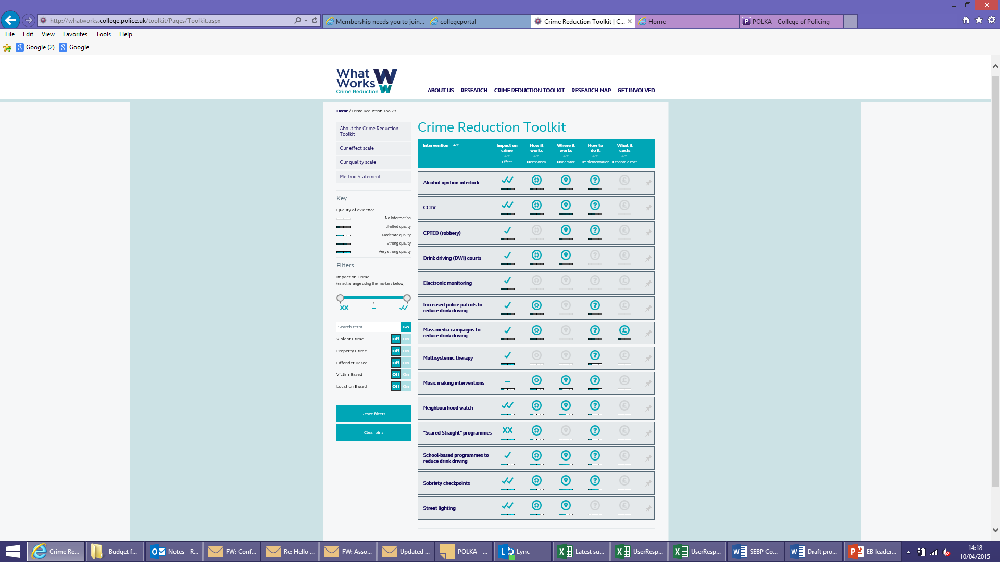 http://whatworks.college.police.uk/toolkit/Pages/Toolkit.aspx
Membership needs you to join...
collegeportal
Crime Reduction Toolkit | C...
Home
POLKA - College of Policing
File Edit View Favorites Tools Help
Google (2) Google
What
Works
Crime Reduction
ABOUT US RESEARCH CRIME REDUCTION TOOLKIT RESEARCH MAP GET INVOLVED
Home / Crime Reduction Toolkit
About the Crime Reduction
Toolkit
Our effect scale
Our quality scale
Method Statement
Key
Quality of evidence
No information
Limited quality
Moderate quality
Strong quality
Very strong quality
Filters
Impact on Crime
(select a range using the markers below)
Search term... Go
Violent Crime Off On
Property Crime Off On
Offender Based Off On
Victim Based Off On
Location Based Off On
Reset filters
Clear pins
Crime Reduction Toolkit
Intervention
Impact on
crime
Effect
How it
works
Mechanism
Where it
works
Moderator
How to
do it
Implementation
What it
costs
Economic cost
Alcohol ignition interlock
CCTV
CPTED (robbery)
Drink driving (DWI) courts
Electronic monitoring
Increased police patrols to
reduce drink driving
Mass media campaigns to
reduce drink driving
Multisystemic therapy
Music making interventions
Neighbourhood watch
"Scared Straight" programmes
School-based programmes to
reduce drink driving
Sobriety checkpoints
Street lighting
Crime Re...
Budget f...
Notes - R...
FW: Conf...
Re: Hello ...
FW: Asso...
Updated ...
POLKA - ...
Lync
Latest su...
UserResp...
UserResp...
SEBP Co...
Draft pro...
EB leader...
14:18
10/04/2015